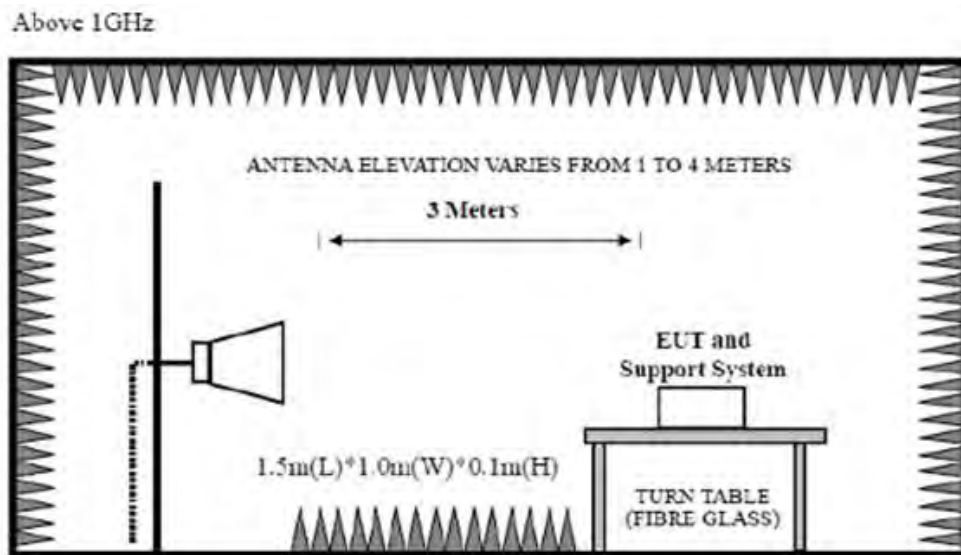 Above 1GHz
ANTENNA ELEVATION VARIES FROM 1 TO 4 METERS
3 Meters
EUT and
Support System
1.5m(L)*1.0m(W)*0.1m(H)
TURN TABLE
(FIBRE GLASS)